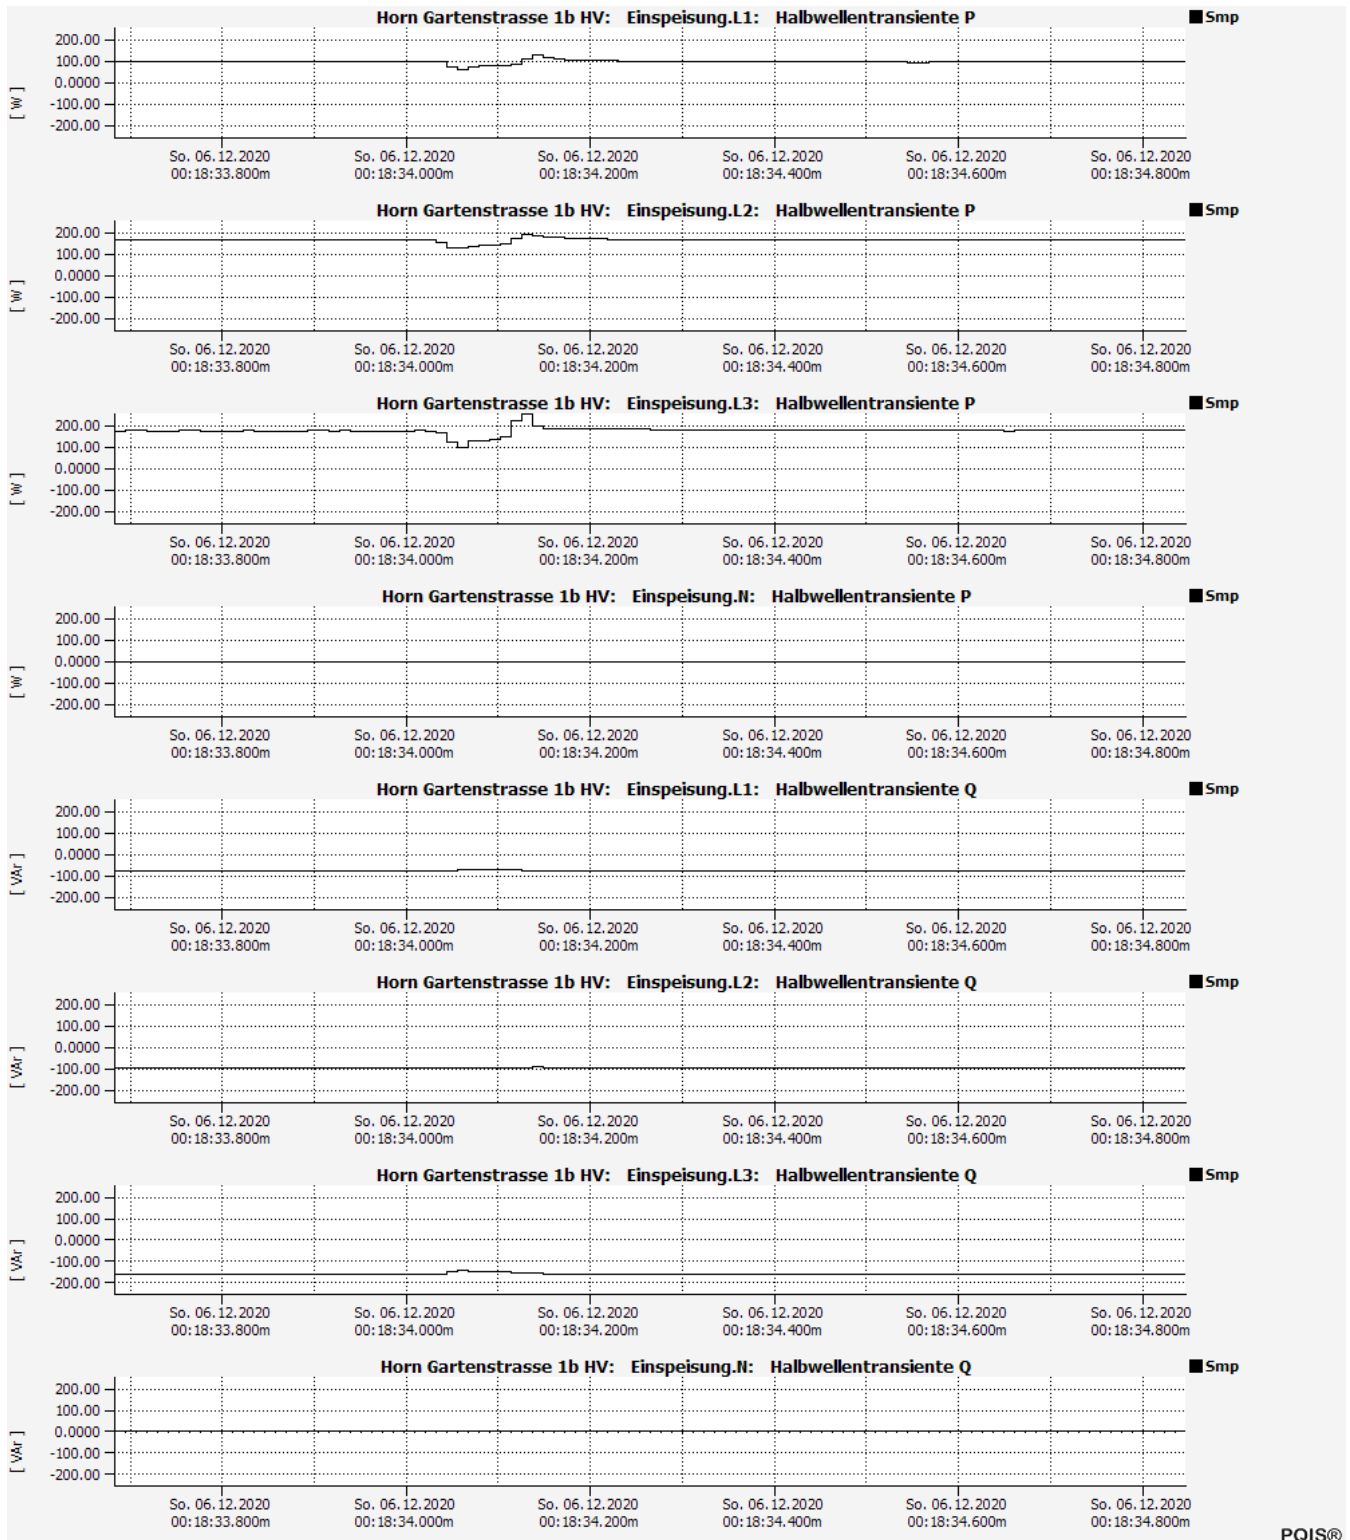 Horn Gartenstrasse 1b HV: Einspeisung.L1: Halbwellentransiente P
Smp
200.00
100.00
0.0000
-100.00
-200.00
[ W ]
So. 06.12.2020 So. 06.12.2020 So. 06.12.2020 So. 06.12.2020 So. 06.12.2020 So. 06.12.2020
00:18:33.800m 00:18:34.000m 00:18:34.200m 00:18:34.400m 00:18:34.600m 00:18:34.800m
Horn Gartenstrasse 1b HV: Einspeisung.L2: Halbwellentransiente P
Smp
200.00
100.00
0.0000
-100.00
-200.00
[ W ]
So. 06.12.2020 So. 06.12.2020 So. 06.12.2020 So. 06.12.2020 So. 06.12.2020 So. 06.12.2020
00:18:33.800m 00:18:34.000m 00:18:34.200m 00:18:34.400m 00:18:34.600m 00:18:34.800m
Horn Gartenstrasse 1b HV: Einspeisung.L3: Halbwellentransiente P
Smp
200.00
100.00
0.0000
-100.00
-200.00
[ W ]
So. 06.12.2020 So. 06.12.2020 So. 06.12.2020 So. 06.12.2020 So. 06.12.2020 So. 06.12.2020
00:18:33.800m 00:18:34.000m 00:18:34.200m 00:18:34.400m 00:18:34.600m 00:18:34.800m
Horn Gartenstrasse 1b HV: Einspeisung.N: Halbwellentransiente P
Smp
200.00
100.00
0.0000
-100.00
-200.00
[ W ]
So. 06.12.2020 So. 06.12.2020 So. 06.12.2020 So. 06.12.2020 So. 06.12.2020 So. 06.12.2020
00:18:33.800m 00:18:34.000m 00:18:34.200m 00:18:34.400m 00:18:34.600m 00:18:34.800m
Horn Gartenstrasse 1b HV: Einspeisung.L1: Halbwellentransiente Q
Smp
200.00
100.00
0.0000
-100.00
-200.00
[ VAr ]
So. 06.12.2020 So. 06.12.2020 So. 06.12.2020 So. 06.12.2020 So. 06.12.2020 So. 06.12.2020
00:18:33.800m 00:18:34.000m 00:18:34.200m 00:18:34.400m 00:18:34.600m 00:18:34.800m
Horn Gartenstrasse 1b HV: Einspeisung.L2: Halbwellentransiente Q
Smp
200.00
100.00
0.0000
-100.00
-200.00
[ VAr ]
So. 06.12.2020 So. 06.12.2020 So. 06.12.2020 So. 06.12.2020 So. 06.12.2020 So. 06.12.2020
00:18:33.800m 00:18:34.000m 00:18:34.200m 00:18:34.400m 00:18:34.600m 00:18:34.800m
Horn Gartenstrasse 1b HV: Einspeisung.L3: Halbwellentransiente Q
Smp
200.00
100.00
0.0000
-100.00
-200.00
[ VAr ]
So. 06.12.2020 So. 06.12.2020 So. 06.12.2020 So. 06.12.2020 So. 06.12.2020 So. 06.12.2020
00:18:33.800m 00:18:34.000m 00:18:34.200m 00:18:34.400m 00:18:34.600m 00:18:34.800m
Horn Gartenstrasse 1b HV: Einspeisung.N: Halbwellentransiente Q
Smp
200.00
100.00
0.0000
-100.00
-200.00
[ VAr ]
So. 06.12.2020 So. 06.12.2020 So. 06.12.2020 So. 06.12.2020 So. 06.12.2020 So. 06.12.2020
00:18:33.800m 00:18:34.000m 00:18:34.200m 00:18:34.400m 00:18:34.600m 00:18:34.800m
PQIS®